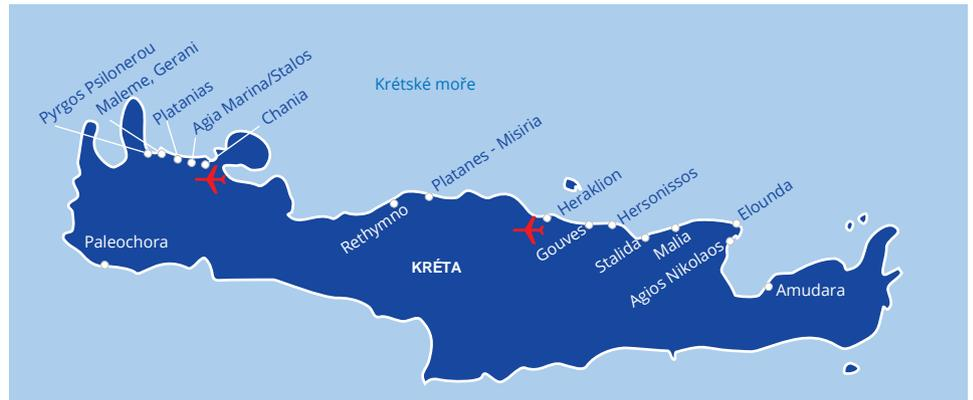 Pyrgos Psilonerou
Maleme, Gerani
Platanias
Agia Marina/Stalos
Chania
Krétské moře
Platanes - Misiria
Heraklion
Hersonissos
Elounda
Rethymno
Gouves
Stalida
Malia
Agios Nikolaos
Paleochora
KRÉTA
Amudara